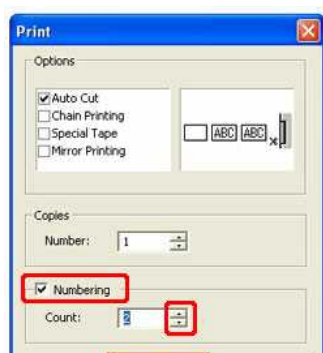 Print
Options
Auto Cut
Chain Printing
Special Tape
Mirror Printing
ABC ABC
Copies
Number: 1
Numbering
Count: 2